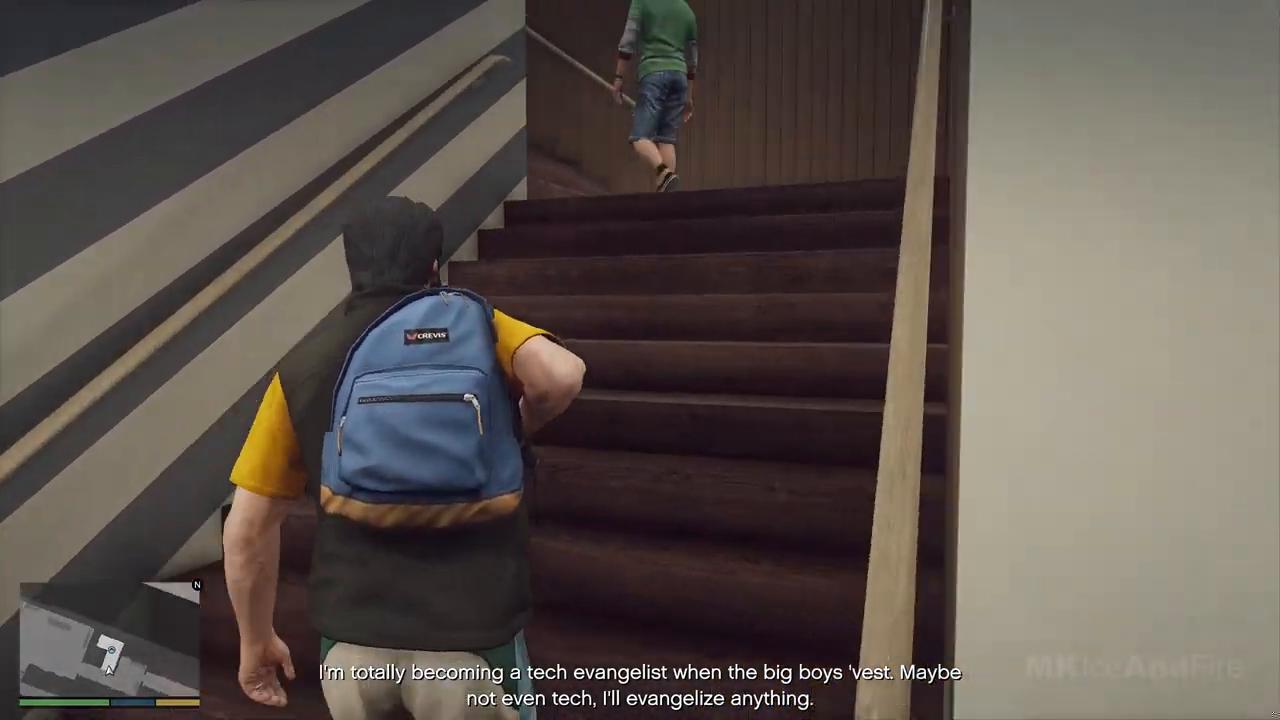 CREVIS
N
I'm totally becoming a tech evangelist when the big boys 'vest. Maybe
not even tech, I'll evangelize anything.
MKIceAndFire